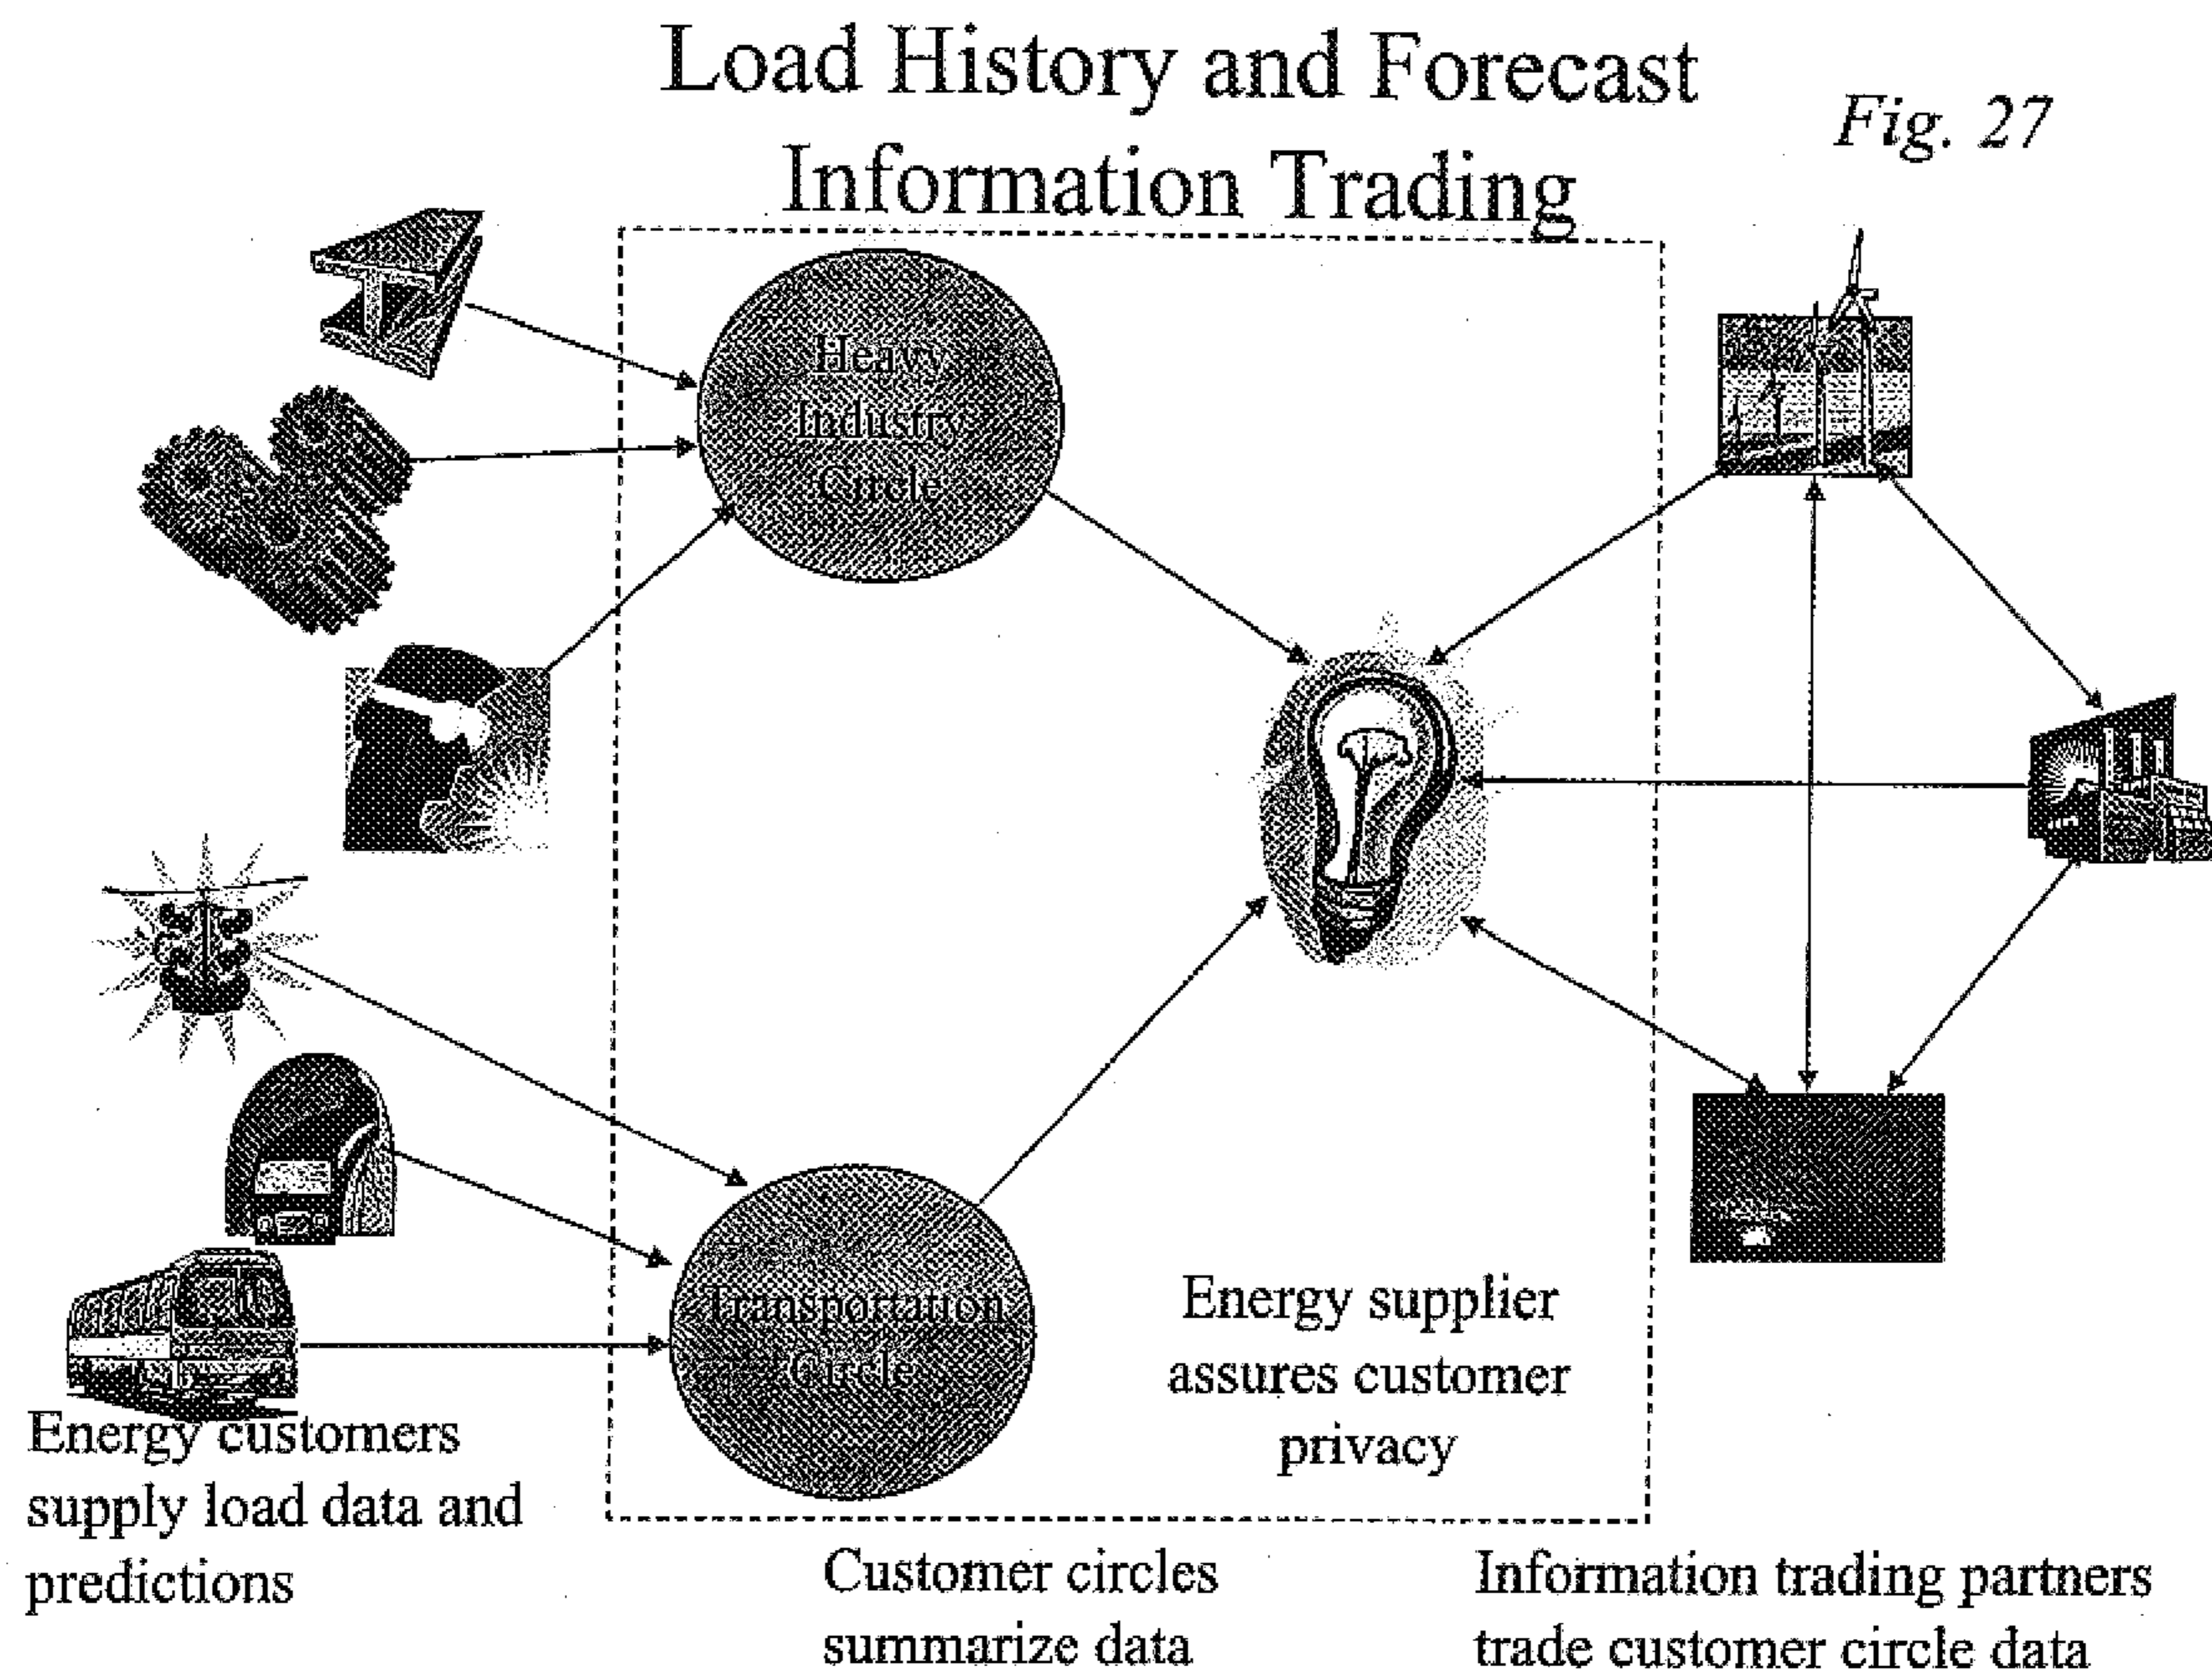 Load History and Forecast
Information Trading
Fig. 27
Heavy
Industry
Circle
Transportation
Circle
Energy supplier
assures customer
privacy
Energy customers
supply load data and
predictions
Customer circles
summarize data
Information trading partners
trade customer circle data